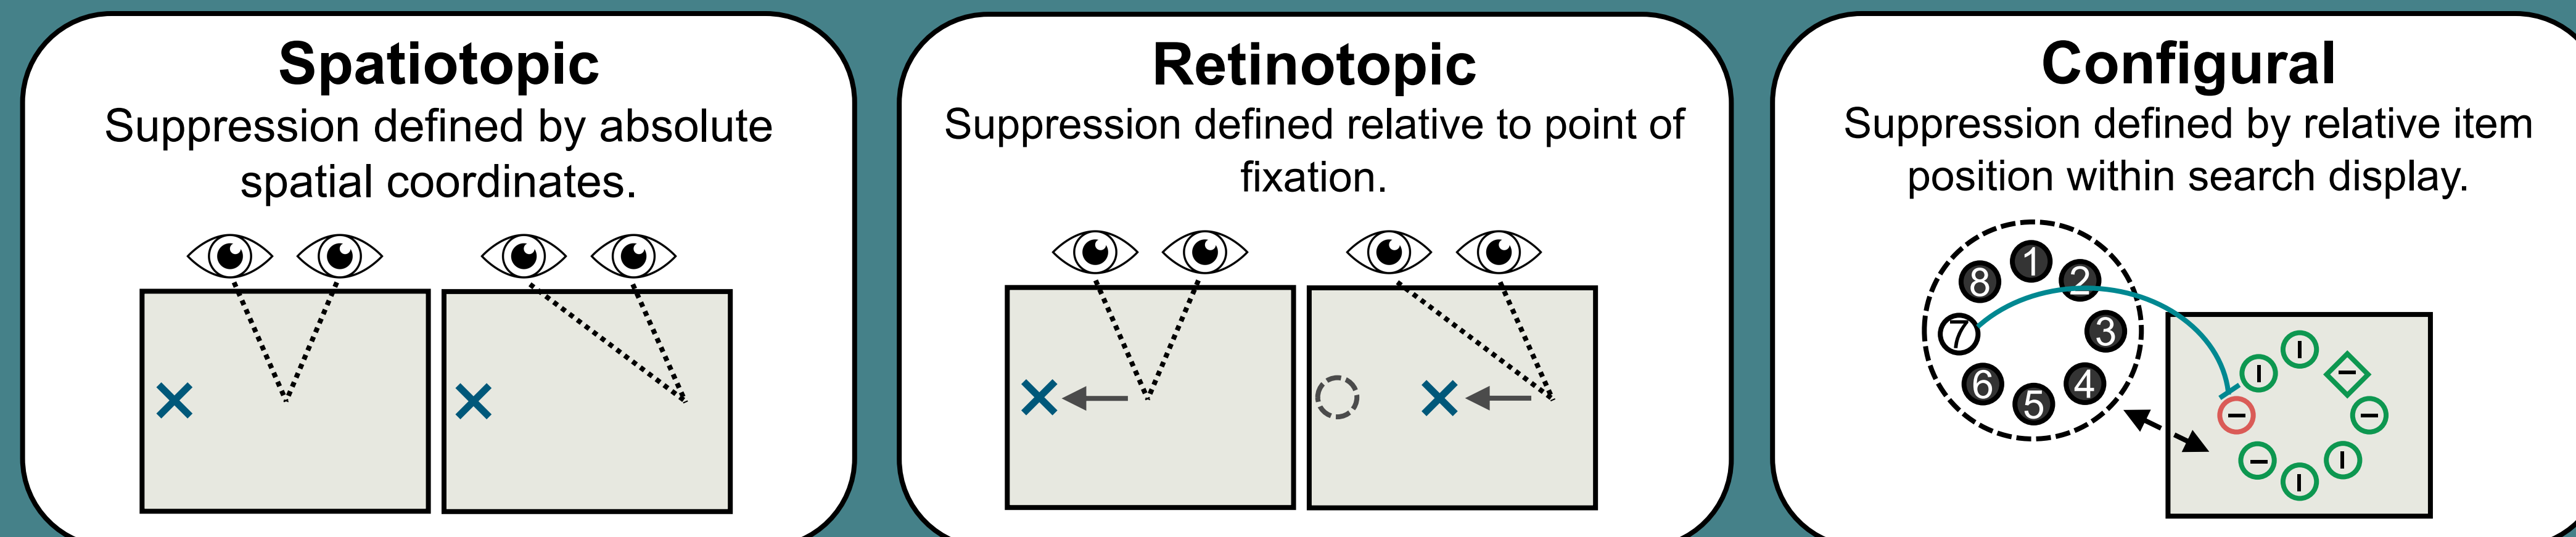 Spatiotopic
Suppression defined by absolute
spatial coordinates.
Retinotopic
Suppression defined relative to point of
fixation.
Configural
Suppression defined by relative item
position within search display.
1
2
3
4
5
6
7
8